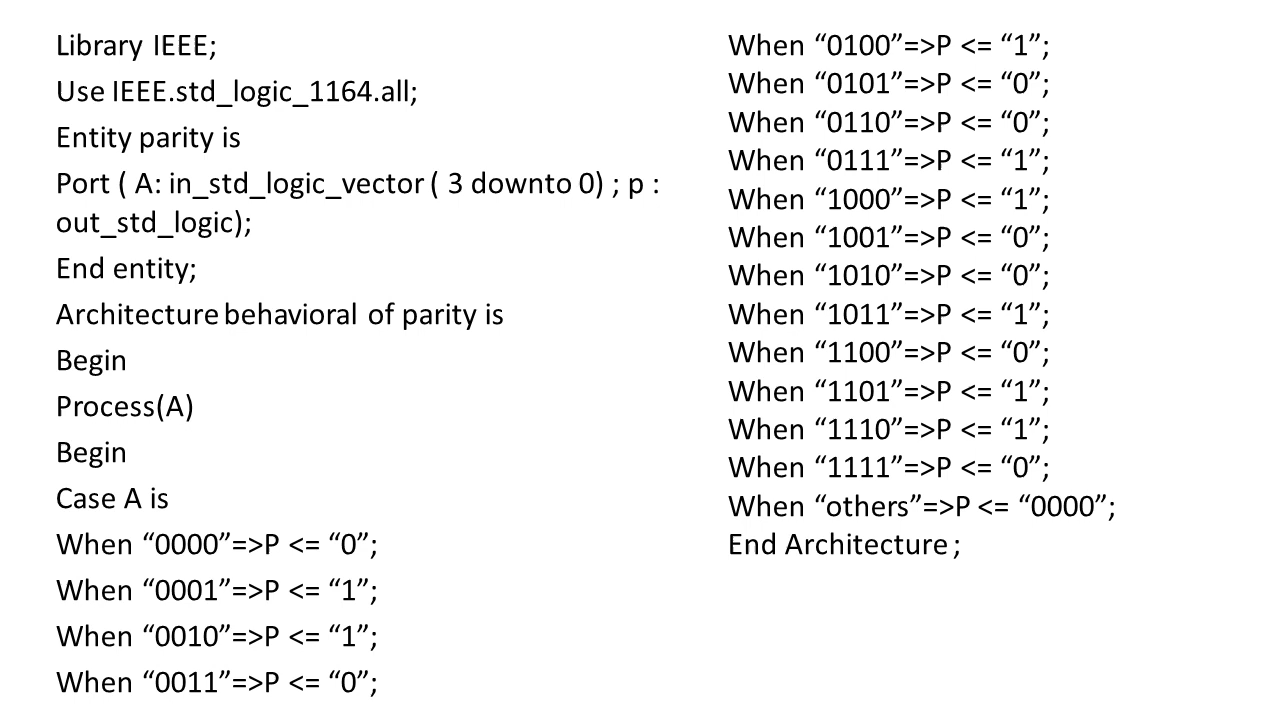 Library IEEE;
Use IEEE.std_logic_1164.all;
Entity parity is
Port ( A: in_std_logic_vector ( 3 downto 0) ; p :
out_std_logic);
End entity;
Architecture behavioral of parity is
Begin
Process(A)
Begin
Case A is
When “0000”=>P <= “0”;
When “0001”=>P <= “1”;
When “0010”=>P <= “1”;
When “0011”=>P <= “0”;
When “0100”=>P <= “1”;
When “0101”=>P <= “0”;
When “0110”=>P <= “0”;
When “0111”=>P <= “1”;
When “1000”=>P <= “1”;
When “1001”=>P <= “0”;
When “1010”=>P <= “0”;
When “1011”=>P <= “1”;
When “1100”=>P <= “0”;
When “1101”=>P <= “1”;
When “1110”=>P <= “1”;
When “1111”=>P <= “0”;
When “others”=>P <= “0000”;
End Architecture ;